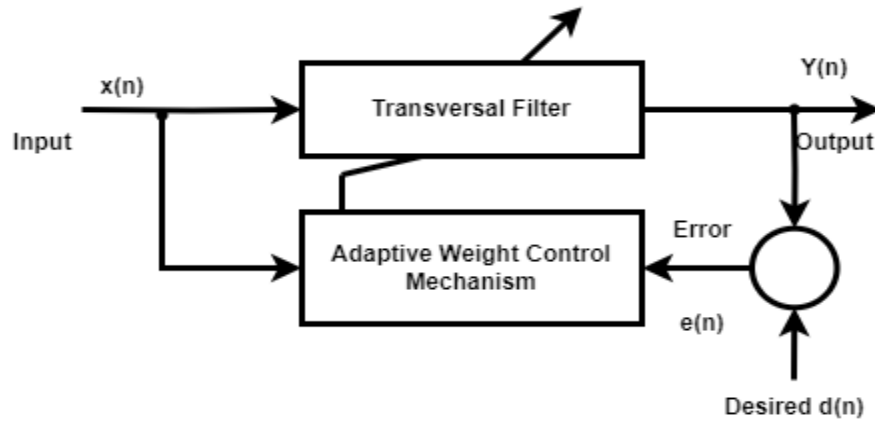 x(n)
Transversal Filter
Y(n)
Input
Output
Adaptive Weight Control
Mechanism
Error
e(n)
Desired d(n)